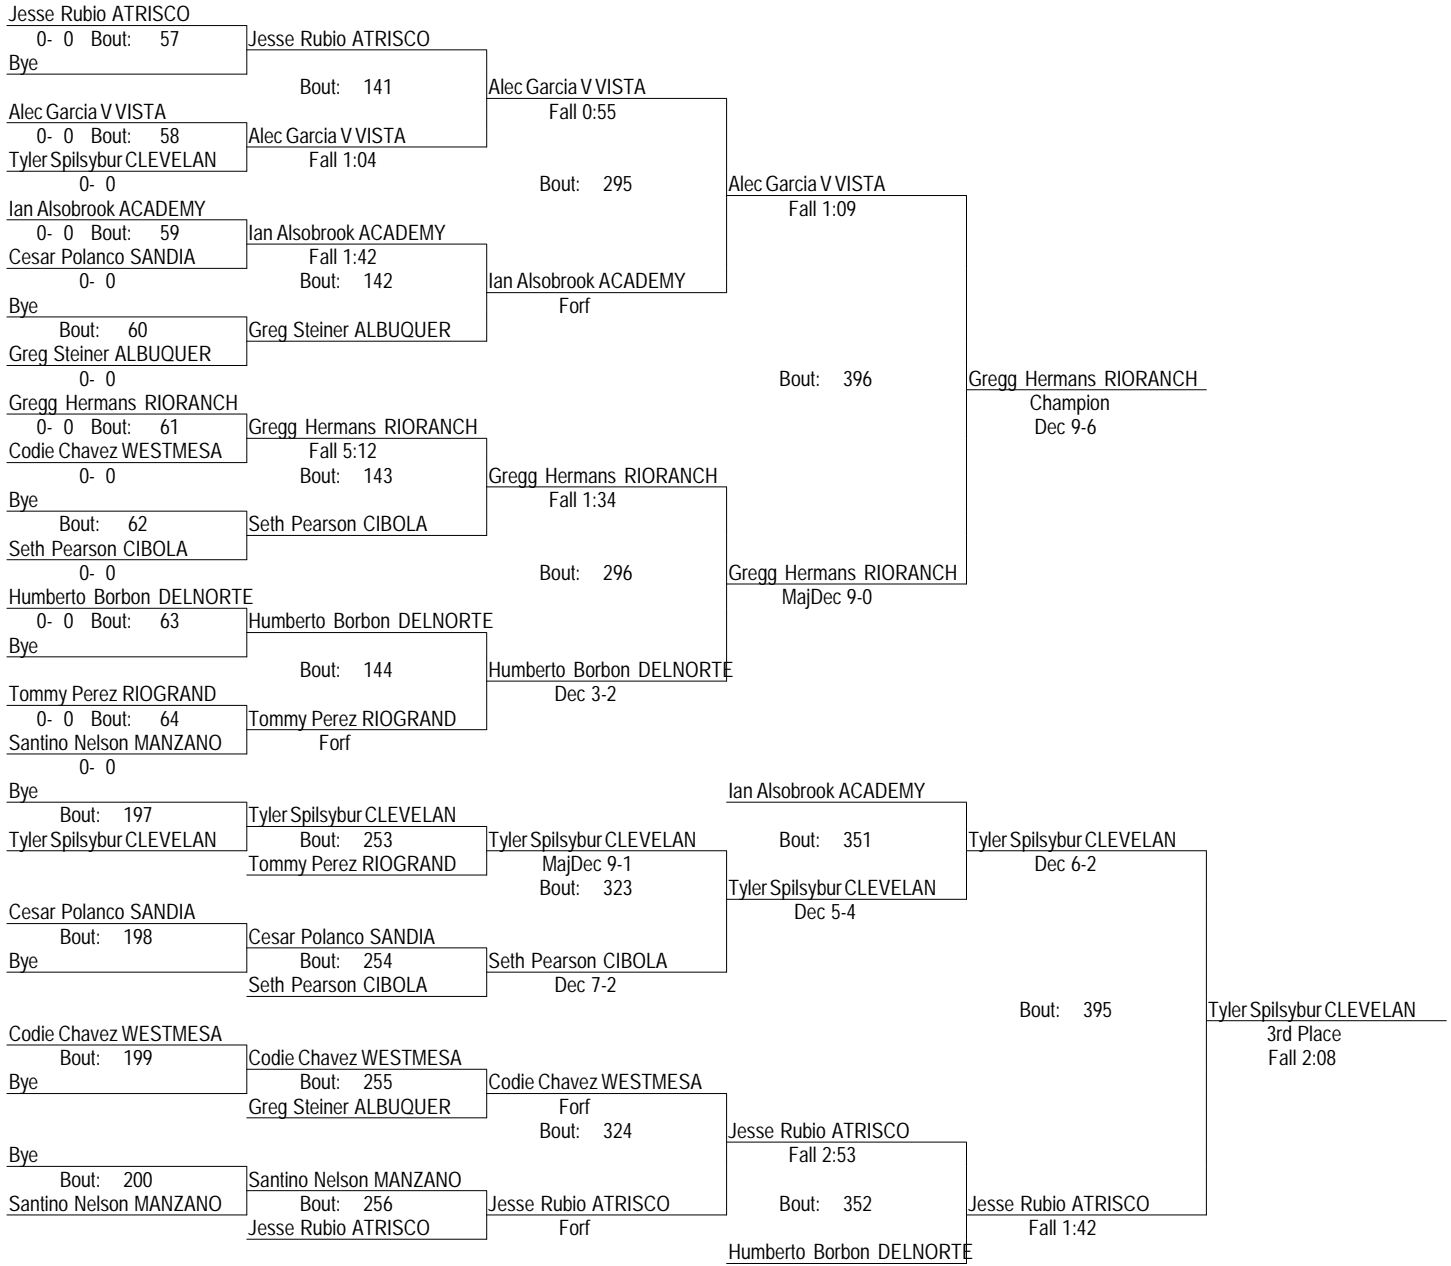 Jesse Rubio ATRISCO
0- 0 Bout: 57 Jesse Rubio ATRISCO
Bye
Bout: 141 Alec Garcia V VISTA
Alec Garcia V VISTA Fall 0:55
0- 0 Bout: 58 Alec Garcia V VISTA
Tyler Spilsybur CLEVELAN Fall 1:04
0- 0 Bout: 295 Alec Garcia V VISTA
Ian Alsobrook ACADEMY Fall 1:09
0- 0 Bout: 59 Ian Alsobrook ACADEMY
Cesar Polanco SANDIA Fall 1:42
0- 0 Bout: 142 Ian Alsobrook ACADEMY
Bye Forf
Bout: 60 Greg Steiner ALBUQUER
Greg Steiner ALBUQUER
0- 0 Bout: 396 Gregg Hermans RIORANCH
Gregg Hermans RIORANCH Champion
0- 0 Bout: 61 Gregg Hermans RIORANCH Dec 9-6
Codie Chavez WESTMESA Fall 5:12
0- 0 Bout: 143 Gregg Hermans RIORANCH
Bye Fall 1:34
Bout: 62 Seth Pearson CIBOLA
Seth Pearson CIBOLA
0- 0 Bout: 296 Gregg Hermans RIORANCH
Humberto Borbon DELNORTE MajDec 9-0
0- 0 Bout: 63 Humberto Borbon DELNORTE
Bye
Bout: 144 Humberto Borbon DELNORTE
Tommy Perez RIOGRAND Dec 3-2
0- 0 Bout: 64 Tommy Perez RIOGRAND
Santino Nelson MANZANO Forf
0- 0
Bye Ian Alsobrook ACADEMY
Bout: 197 Tyler Spilsybur CLEVELAN
Tyler Spilsybur CLEVELAN Bout: 253 Tyler Spilsybur CLEVELAN Bout: 351 Tyler Spilsybur CLEVELAN
Tommy Perez RIOGRAND MajDec 9-1 Dec 6-2
Bout: 323 Tyler Spilsybur CLEVELAN
Cesar Polanco SANDIA Dec 5-4
Bout: 198 Cesar Polanco SANDIA
Bye Bout: 254 Seth Pearson CIBOLA
Seth Pearson CIBOLA Dec 7-2
Bout: 395 Tyler Spilsybur CLEVELAN
Codie Chavez WESTMESA 3rd Place
Bout: 199 Codie Chavez WESTMESA Fall 2:08
Bye Bout: 255 Codie Chavez WESTMESA
Greg Steiner ALBUQUER Forf
Bout: 324 Jesse Rubio ATRISCO
Bye Fall 2:53
Bout: 200 Santino Nelson MANZANO
Santino Nelson MANZANO Bout: 256 Jesse Rubio ATRISCO Bout: 352 Jesse Rubio ATRISCO
Jesse Rubio ATRISCO Forf Fall 1:42
Humberto Borbon DELNORTE